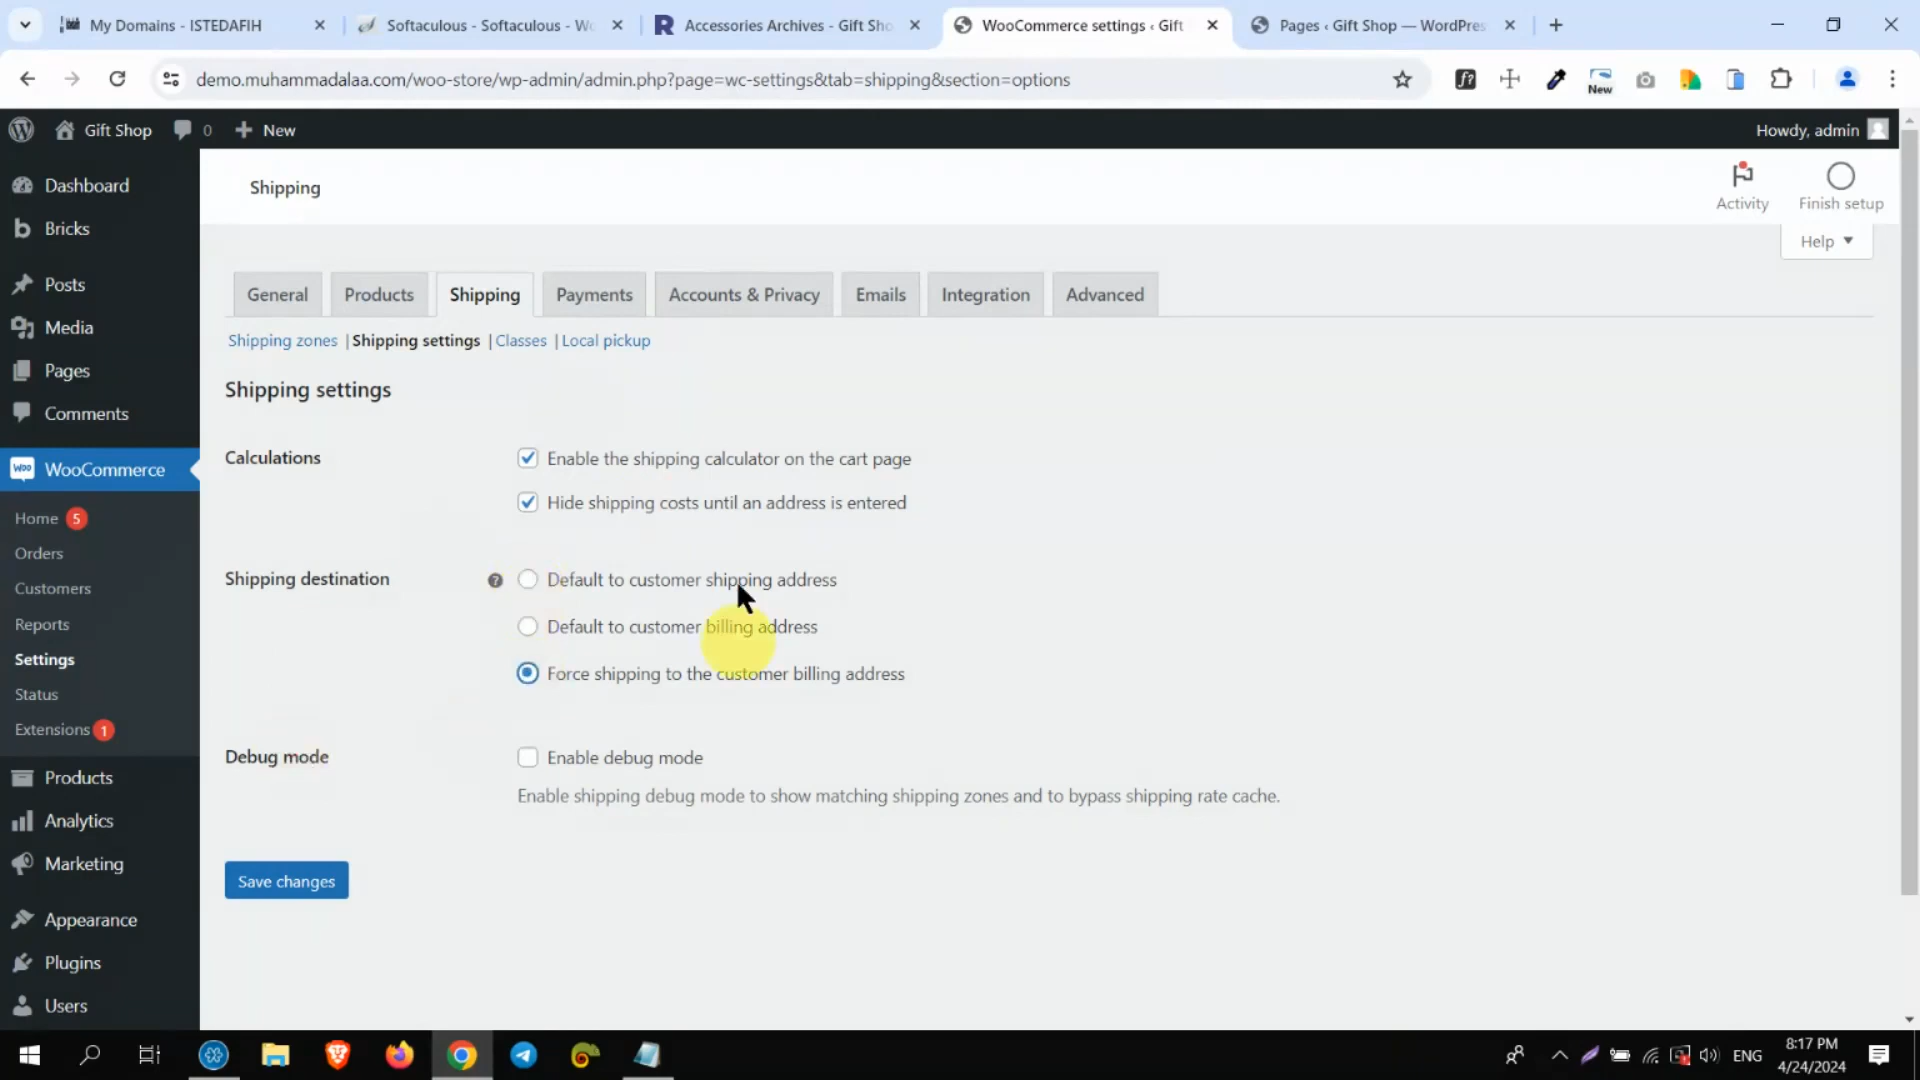 My Domains - ISTEDAFIH
Softaculous - Softaculous - Wo
Accessories Archives - Gift Sho
WooCommerce settings ‹ Gift
Pages ‹ Gift Shop — WordPres
demo.muhammadalaa.com/woo-store/wp-admin/admin.php?page=wc-settings&tab=shipping&section=options
New
Gift Shop
0
New
Howdy, admin
Dashboard
Bricks
Posts
Media
Pages
Comments
WooCommerce
Home 5
Orders
Customers
Reports
Settings
Status
Extensions 1
Products
Analytics
Marketing
Appearance
Plugins
Users
Shipping
Activity
Finish setup
Help
General
Products
Shipping
Payments
Accounts & Privacy
Emails
Integration
Advanced
Shipping zones | Shipping settings | Classes | Local pickup
Shipping settings
Calculations
Enable the shipping calculator on the cart page
Hide shipping costs until an address is entered
Shipping destination
Default to customer shipping address
Default to customer billing address
Force shipping to the customer billing address
Debug mode
Enable debug mode
Enable shipping debug mode to show matching shipping zones and to bypass shipping rate cache.
Save changes
ENG
8:17 PM
4/24/2024